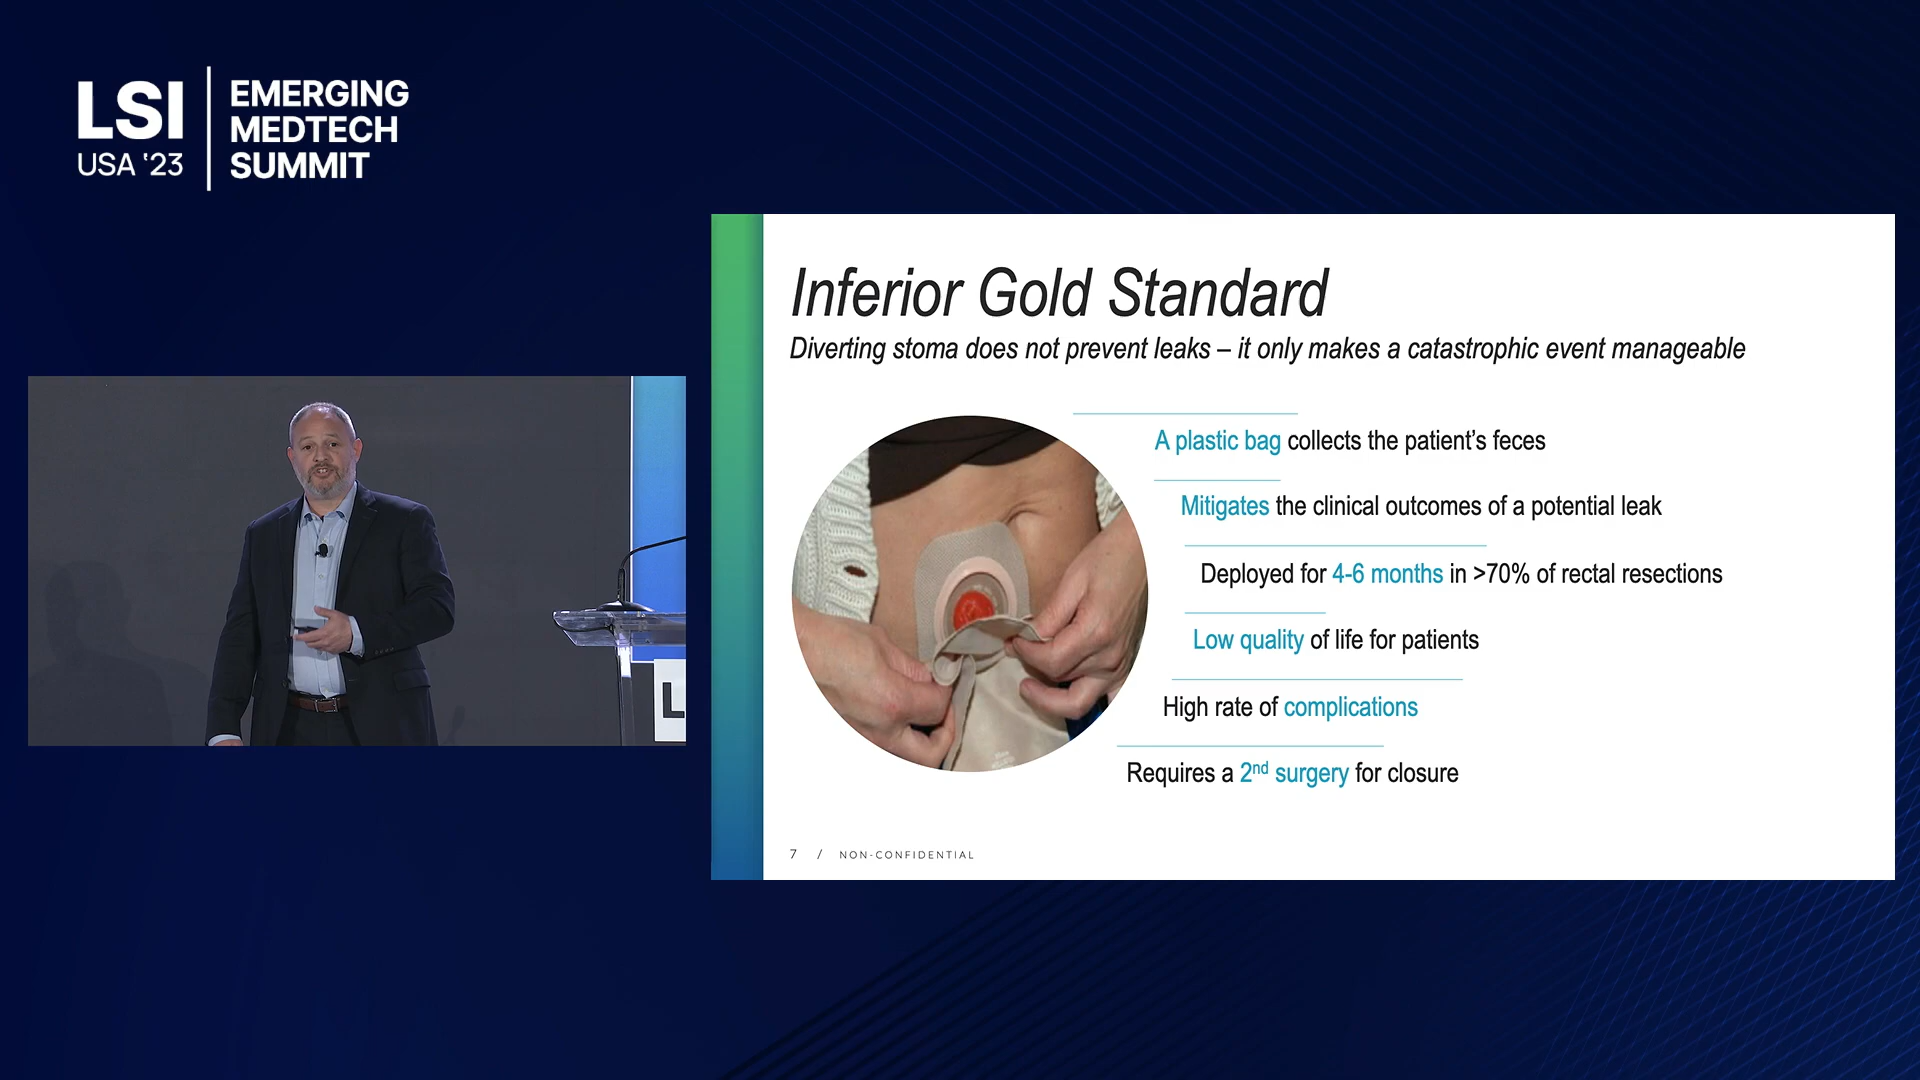 LSI
USA '23
EMERGING
MEDTECH
SUMMIT
Inferior Gold Standard
Diverting stoma does not prevent leaks – it only makes a catastrophic event manageable
A plastic bag collects the patient's feces
Mitigates the clinical outcomes of a potential leak
Deployed for 4-6 months in >70% of rectal resections
Low quality of life for patients
High rate of complications
Requires a 2nd surgery for closure
7 / NON-CONFIDENTIAL
L